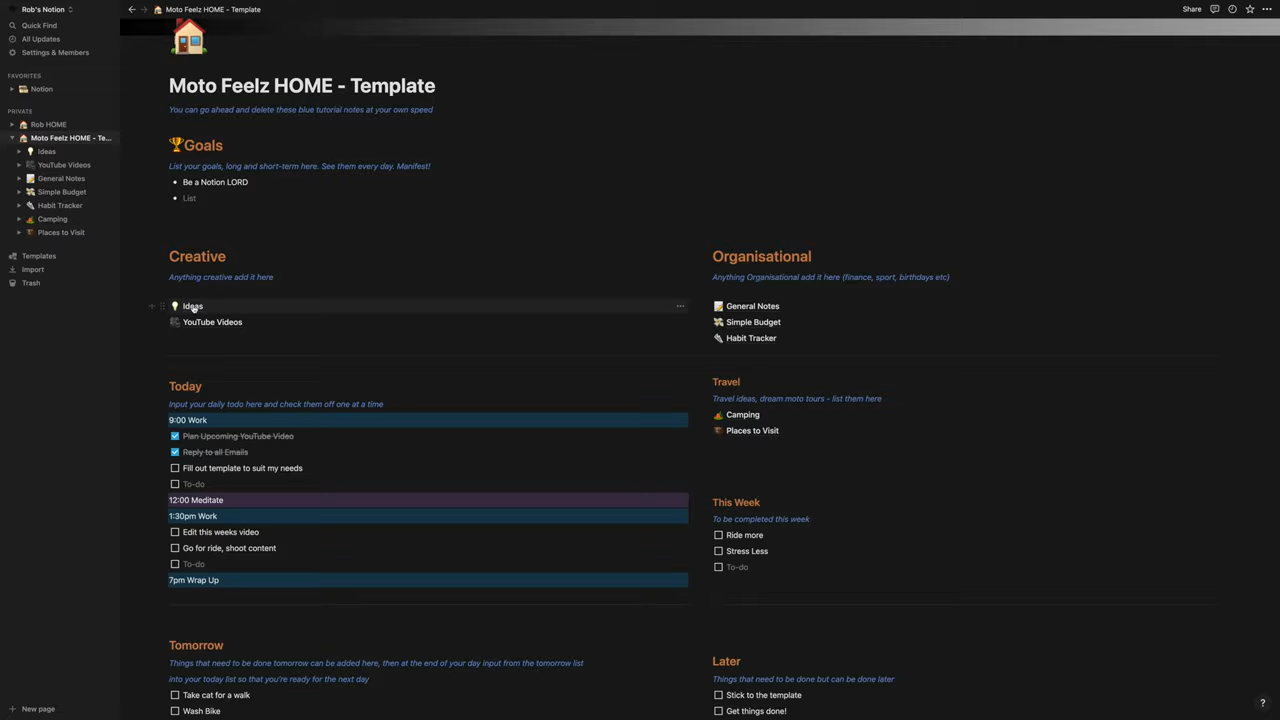 Rob's Notion
Quick Find
All Updates
Settings & Members
FAVORITES
Notion
PRIVATE
Rob HOME
Moto Feelz HOME - Te...
Ideas
YouTube Videos
General Notes
Simple Budget
Habit Tracker
Camping
Places to Visit
Templates
Import
Trash
New page
Moto Feelz HOME - Template
Share
Moto Feelz HOME - Template
You can go ahead and delete these blue tutorial notes at your own speed
🏆Goals
List your goals, long and short-term here. See them every day. Manifest!
Be a Notion LORD
List
Creative
Anything creative add it here
Ideas
YouTube Videos
Organisational
Anything Organisational add it here (finance, sport, birthdays etc)
General Notes
Simple Budget
Habit Tracker
Today
Input your daily todo here and check them off one at a time
9:00 Work
Plan Upcoming YouTube Video
Reply to all Emails
Fill out template to suit my needs
To-do
12:00 Meditate
1:30pm Work
Edit this weeks video
Go for ride, shoot content
To-do
7pm Wrap Up
Travel
Travel ideas, dream moto tours - list them here
Camping
Places to Visit
This Week
To be completed this week
Ride more
Stress Less
To-do
Tomorrow
Things that need to be done tomorrow can be added here, then at the end of your day input from the tomorrow list
into your today list so that you're ready for the next day
Take cat for a walk
Wash Bike
Later
Things that need to be done but can be done later
Stick to the template
Get things done!
?